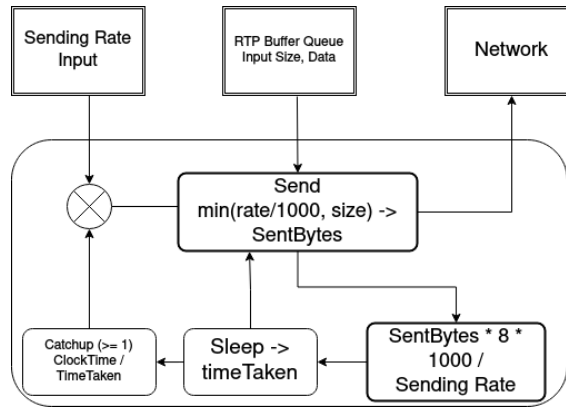 Sending Rate
Input
RTP Buffer Queue
Input Size, Data
Network
Send
min(rate/1000, size) ->
SentBytes
Catchup (>= 1)
ClockTime /
TimeTaken
Sleep ->
timeTaken
SentBytes * 8 *
1000 /
Sending Rate